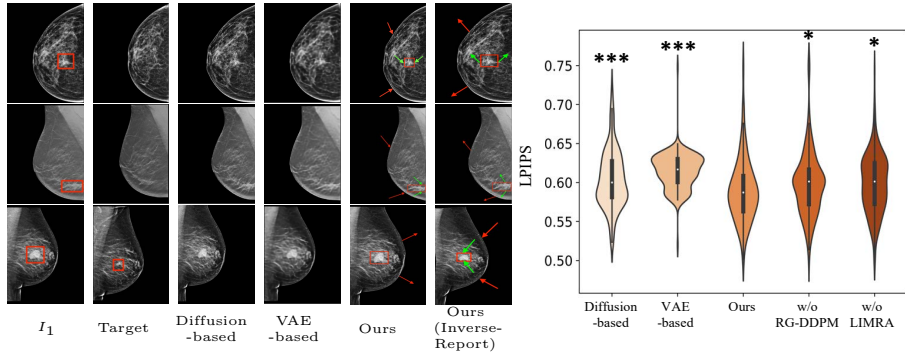 I₁
Target
Diffusion
-based
VAE
-based
Ours
Ours
(Inverse-
Report)
LPIPS
0.75
0.70
0.65
0.60
0.55
0.50
***
***
*
*
Diffusion
-based
VAE
-based
Ours
w/o
RG-DDPM
w/o
LIMRA